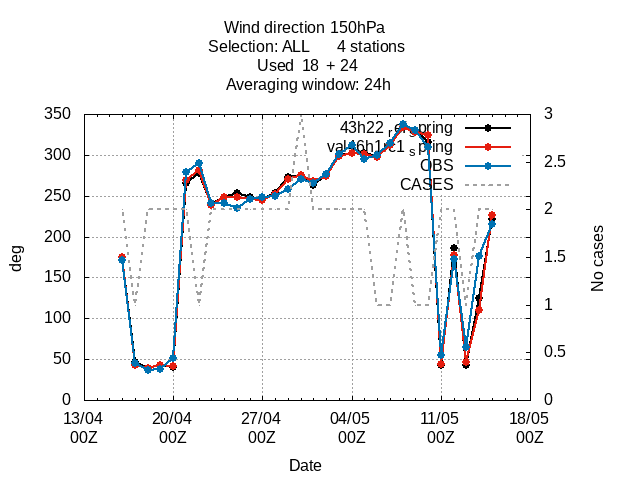 Wind direction 150hPa
Selection: ALL 4 stations
Used 18 + 24
Averaging window: 24h
350
300
250
200
150
100
50
0
deg
3
2.5
2
1.5
1
0.5
0
No cases
OBS
CASES
13/04 20/04 27/04 04/05 11/05 18/05
00Z 00Z 00Z 00Z 00Z 00Z
Date